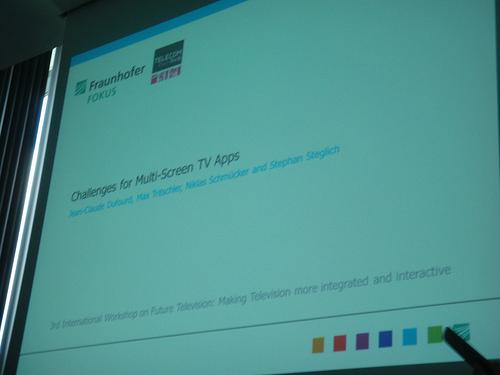 Fraunhofer
FOKUS
TELECOM
Challenges for Multi-Screen TV Apps
Jean-Claude Dufourd, Max Tritschler, Niklas Schmücker and Stephan Steglich
3rd International Workshop on Future Television: Making Television more integrated and interactive